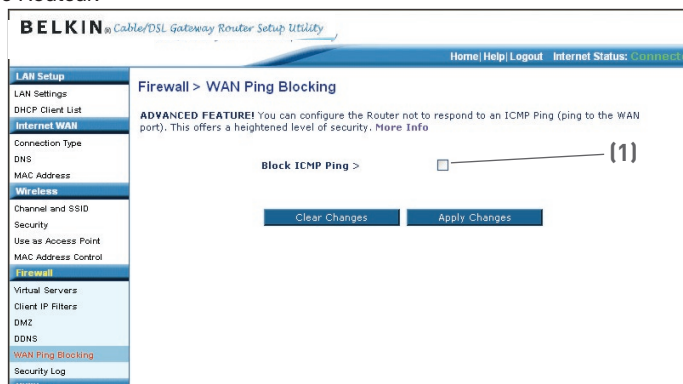 BELKIN® Cable/DSL Gateway Router Setup Utility
Home| Help| Logout Internet Status:
LAN Setup
LAN Settings
DHCP Client List
Internet WAN
Connection Type
DNS
MAC Address
Wireless
Channel and SSID
Security
Use as Access Point
MAC Address Control
Firewall
Virtual Servers
Client IP Filters
DMZ
DDNS
WAN Ping Blocking
Security Log
Firewall > WAN Ping Blocking
ADVANCED FEATURE! You can configure the Router not to respond to an ICMP Ping (ping to the WAN
port). This offers a heightened level of security. More Info
Block ICMP Ping >
(1)
Clear Changes Apply Changes